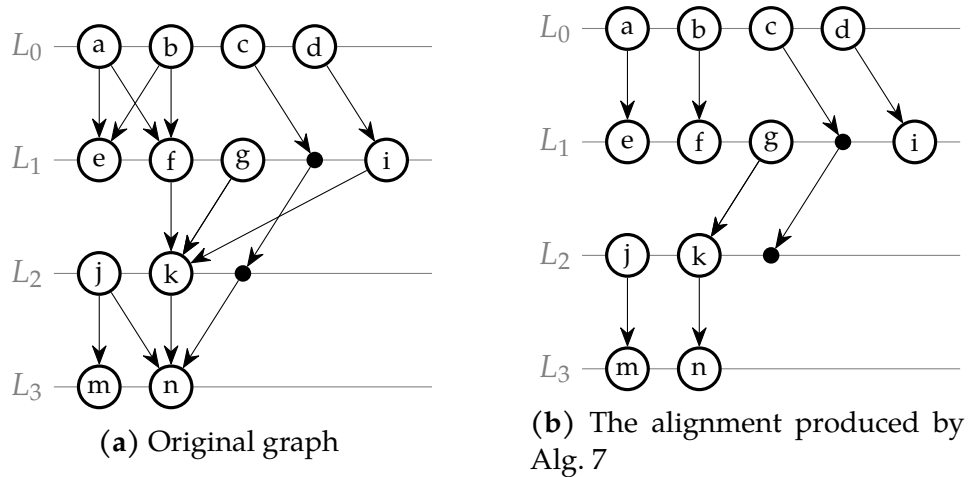 L0 a b c d
L1 e f g i
L2 j k
L3 m n
(a) Original graph
L0 a b c d
L1 e f g i
L2 j k
L3 m n
(b) The alignment produced by
Alg. 7